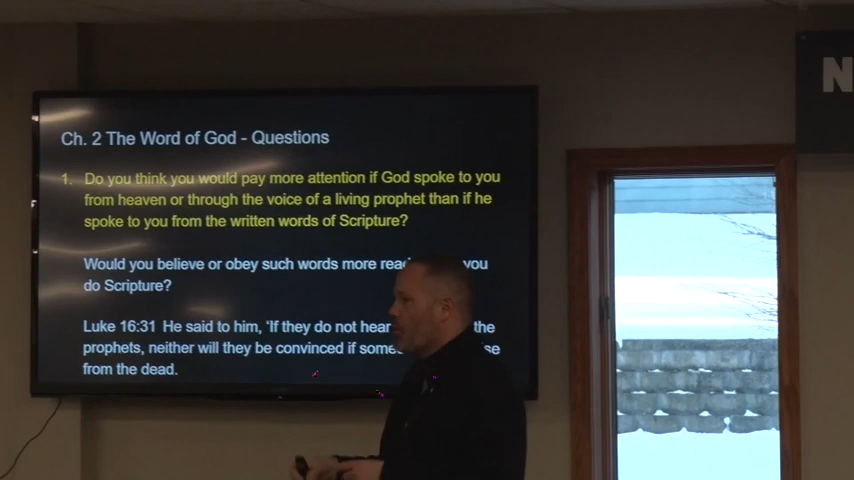 Ch. 2 The Word of God - Questions
1. Do you think you would pay more attention if God spoke to you
from heaven or through the voice of a living prophet than if he
spoke to you from the written words of Scripture?
Would you believe or obey such words more you
do Scripture?
Luke 16:31 He said to him, 'If they do not hear the
prophets, neither will they be convinced if
from the dead.
N